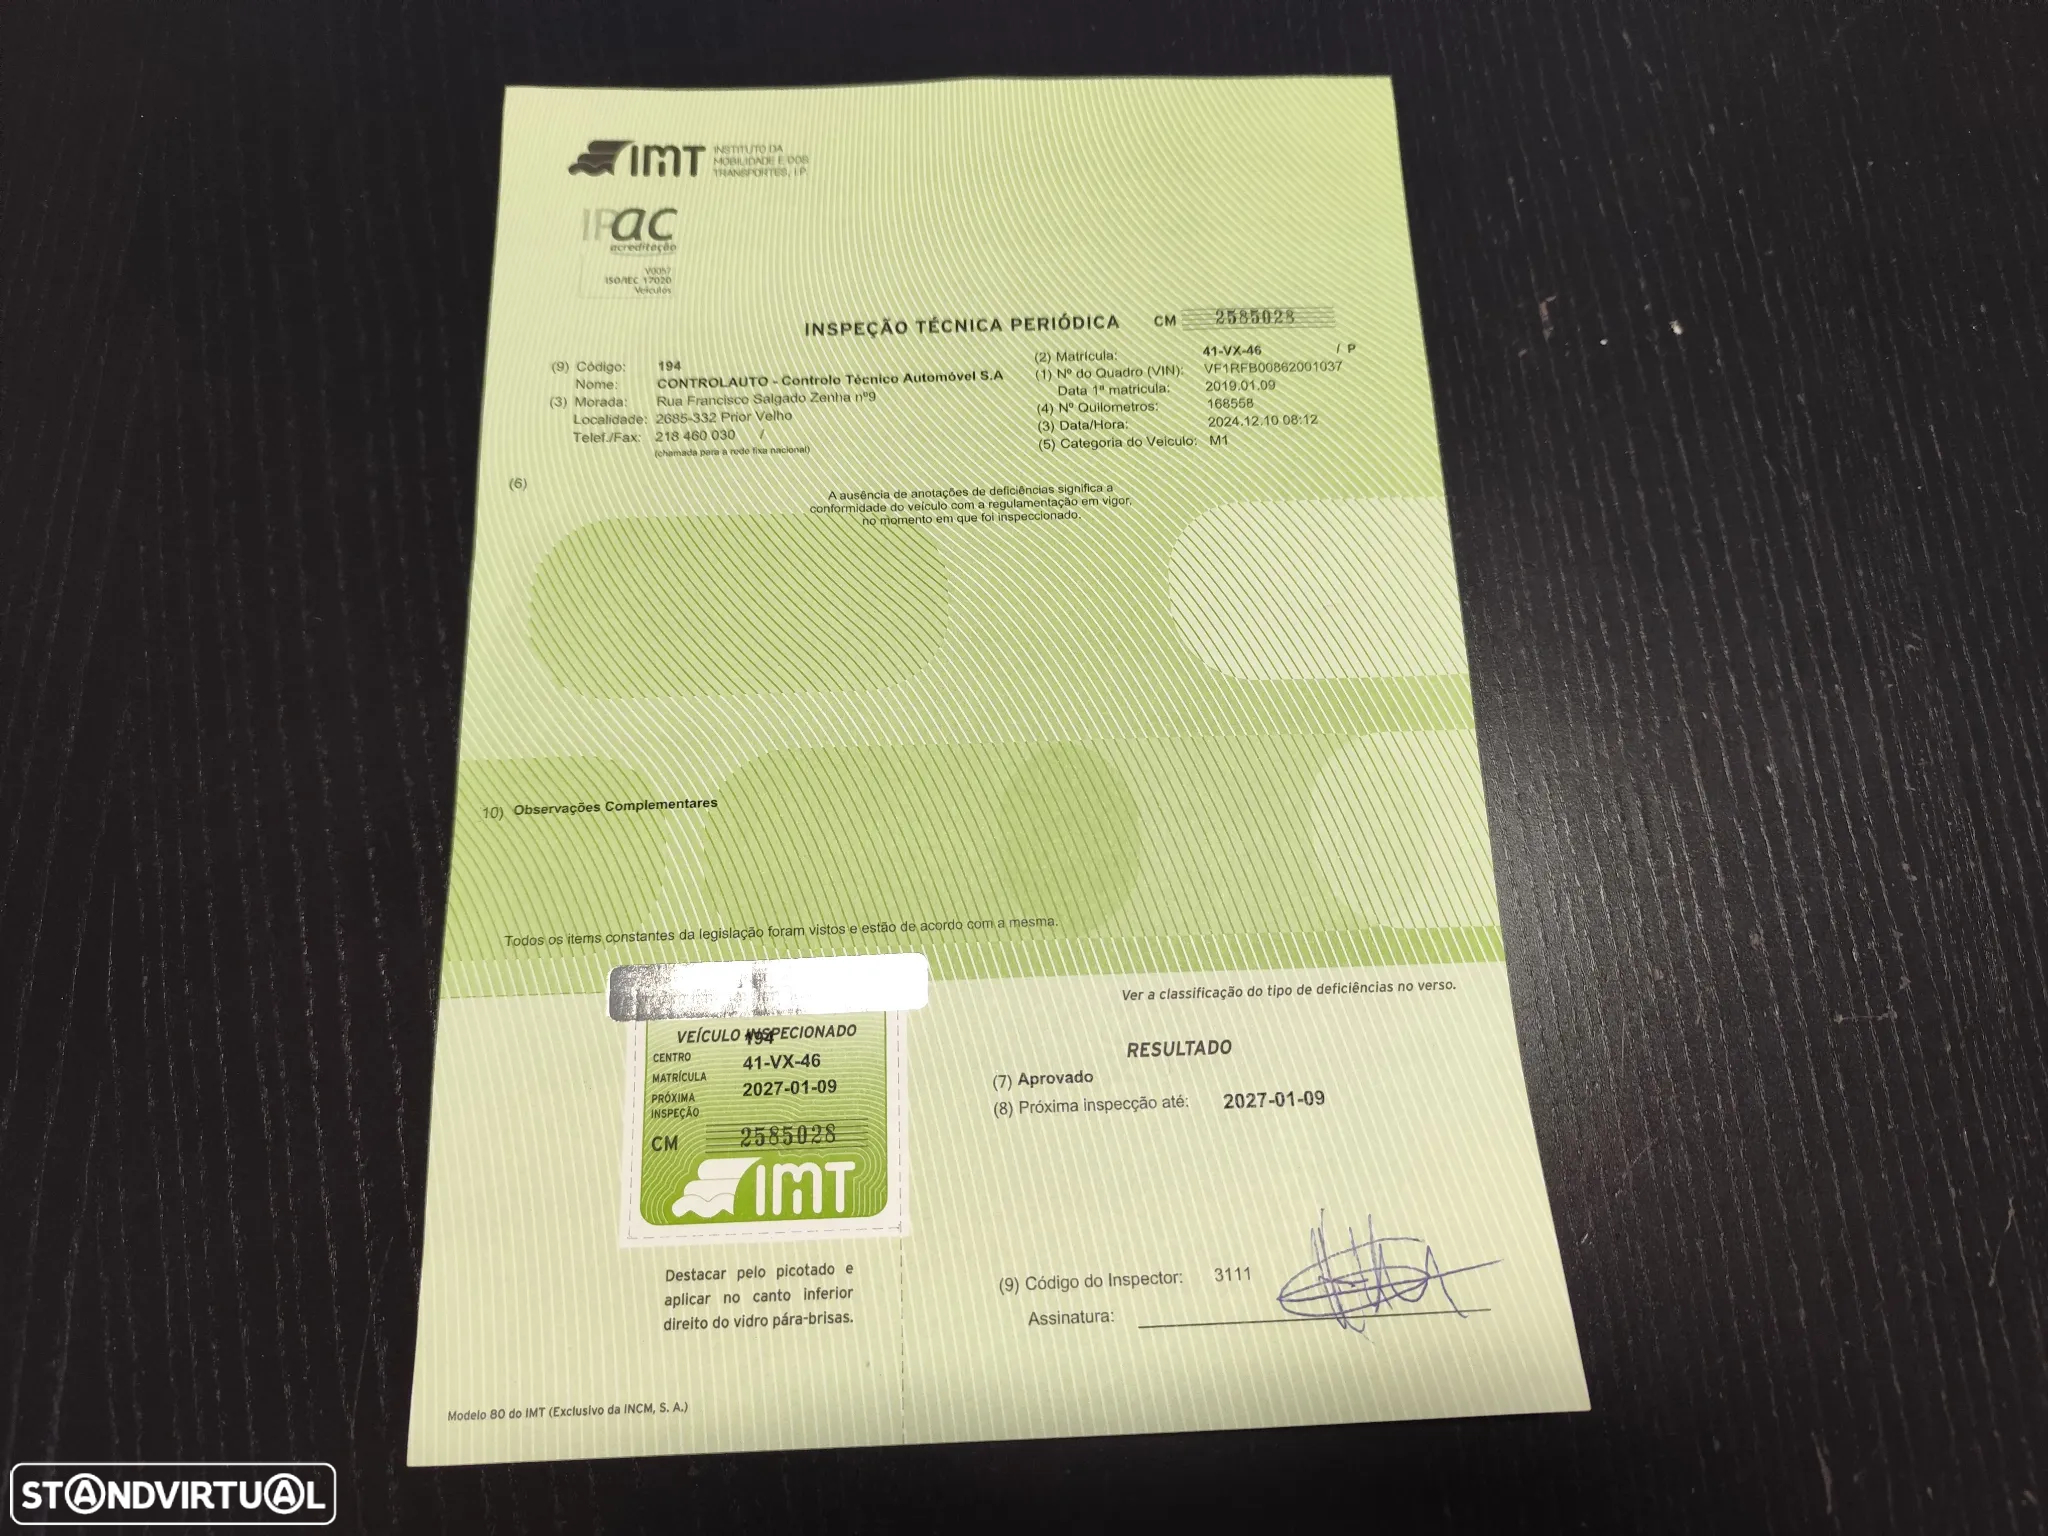 IMT INSTITUTO DA
MOBILIDADE E DOS
TRANSPORTES, I.P.
IPac
acreditação
V0057
ISO/IEC 17020
Veículos
INSPEÇÃO TÉCNICA PERIÓDICA CM 2585028
(9) Código: 194
Nome: CONTROLAUTO - Controlo Técnico Automóvel S.A
(3) Morada: Rua Francisco Salgado Zenha nº9
Localidade: 2685-332 Prior Velho
Telef./Fax: 218 460 030 /
(chamada para a rede fixa nacional)
(2) Matrícula: 41-VX-46 / P
(1) Nº do Quadro (VIN): VF1RFB00862001037
Data 1ª matricula: 2019.01.09
(4) Nº Quilometros: 168558
(3) Data/Hora: 2024.12.10 08:12
(5) Categoria do Veículo: M1
(6)
A ausência de anotações de deficiências significa a
conformidade do veículo com a regulamentação em vigor,
no momento em que foi inspeccionado.
10) Observações Complementares
Todos os items constantes da legislação foram vistos e estão de acordo com a mesma.
Ver a classificação do tipo de deficiências no verso.
VEÍCULO INSPECIONADO
CENTRO 194
MATRÍCULA 41-VX-46
PRÓXIMA
INSPEÇÃO 2027-01-09
CM 2585028
IMT
RESULTADO
(7) Aprovado
(8) Próxima inspecção até: 2027-01-09
Destacar pelo picotado e
aplicar no canto inferior
direito do vidro pára-brisas.
(9) Código do Inspector: 3111
Assinatura:
Modelo 80 do IMT (Exclusivo da INCM, S. A.)
STANDVIRTUAL